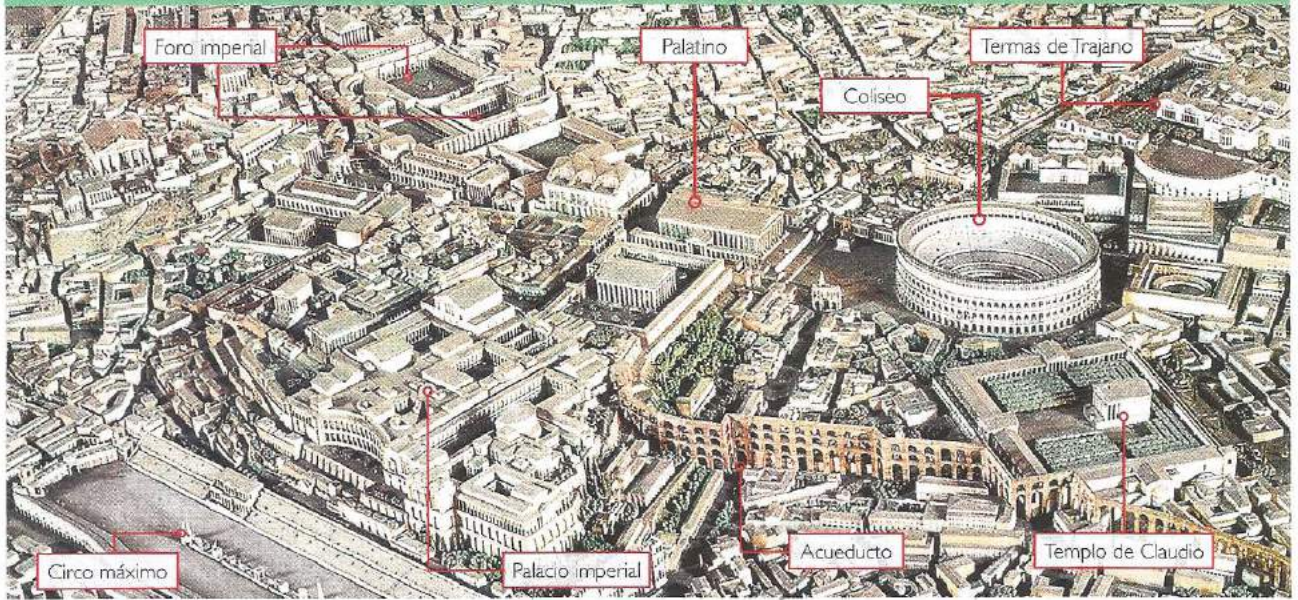 Foro imperial
Palatino
Termas de Trajano
Coliseo
Circo máximo
Palacio imperial
Acueducto
Templo de Claudio